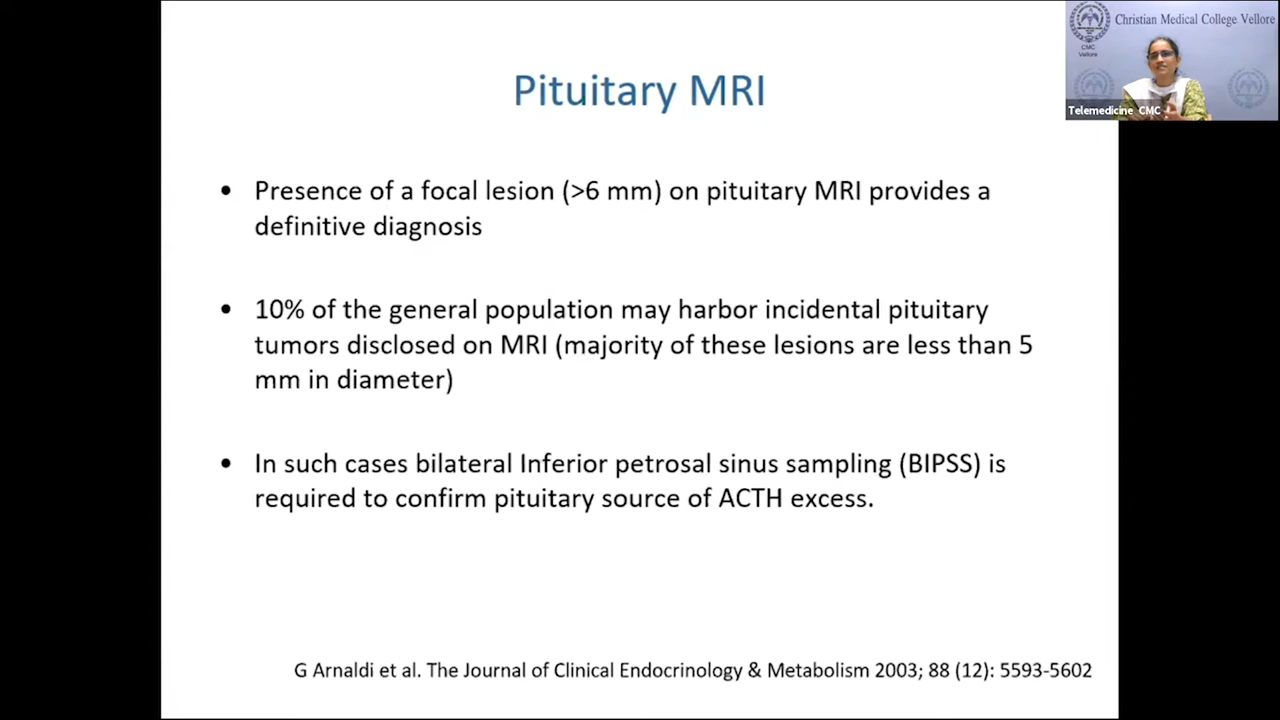 Christian Medical College Vellore
CMC
Vellore
Telemedicine CMC
Pituitary MRI
• Presence of a focal lesion (>6 mm) on pituitary MRI provides a
definitive diagnosis
• 10% of the general population may harbor incidental pituitary
tumors disclosed on MRI (majority of these lesions are less than 5
mm in diameter)
• In such cases bilateral Inferior petrosal sinus sampling (BIPSS) is
required to confirm pituitary source of ACTH excess.
G Arnaldi et al. The Journal of Clinical Endocrinology & Metabolism 2003; 88 (12): 5593-5602